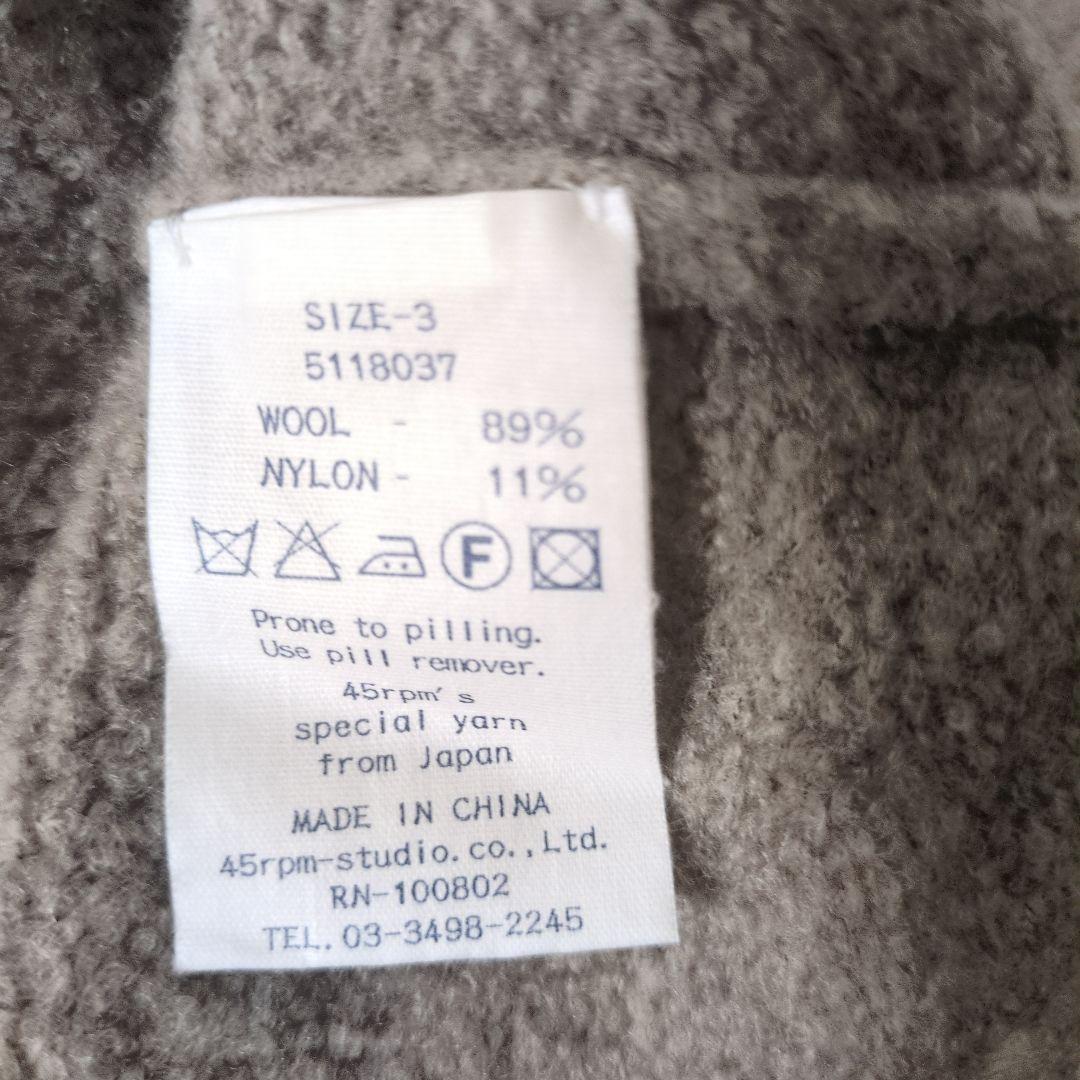 SIZE-3
5118037
WOOL - 89%
NYLON - 11%
F
Prone to pilling.
Use pill remover.
45rpm's
special yarn
from Japan
MADE IN CHINA
45rpm-studio.co.,Ltd.
RN-100802
TEL. 03-3498-2245